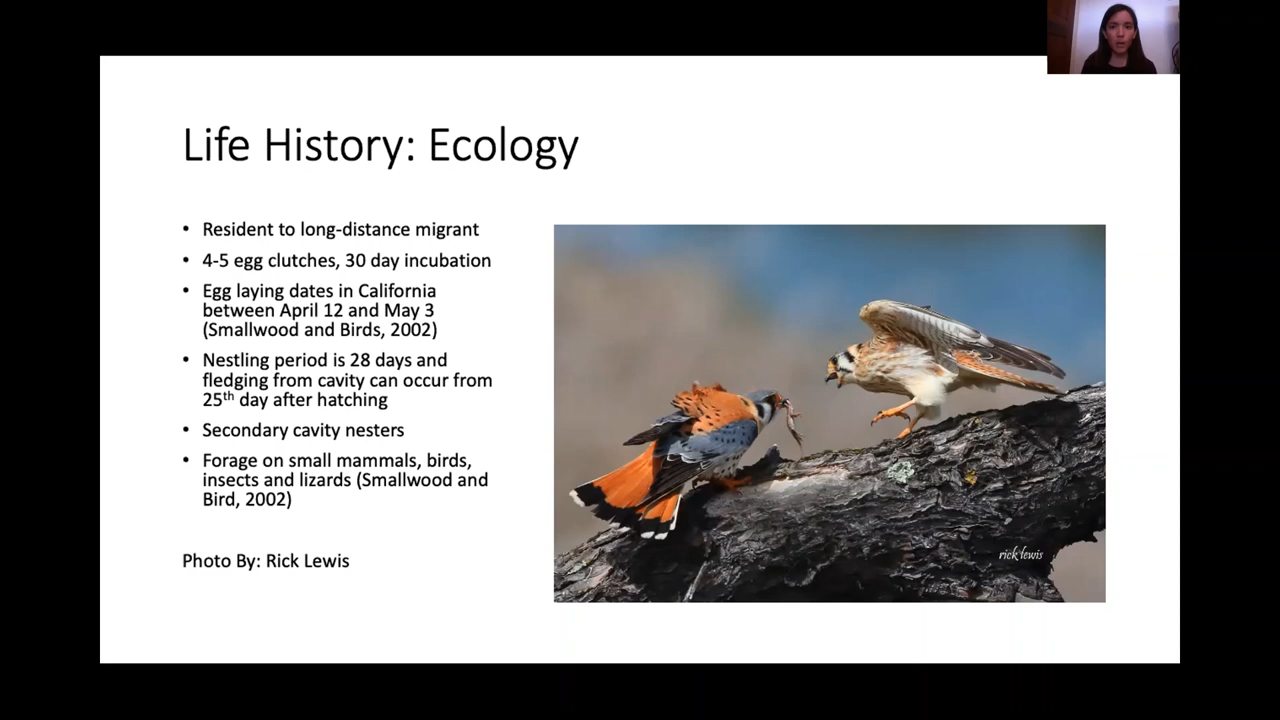 Life History: Ecology
• Resident to long-distance migrant
• 4-5 egg clutches, 30 day incubation
• Egg laying dates in California
between April 12 and May 3
(Smallwood and Birds, 2002)
• Nestling period is 28 days and
fledging from cavity can occur from
25th day after hatching
• Secondary cavity nesters
• Forage on small mammals, birds,
insects and lizards (Smallwood and
Bird, 2002)
Photo By: Rick Lewis
rick lewis